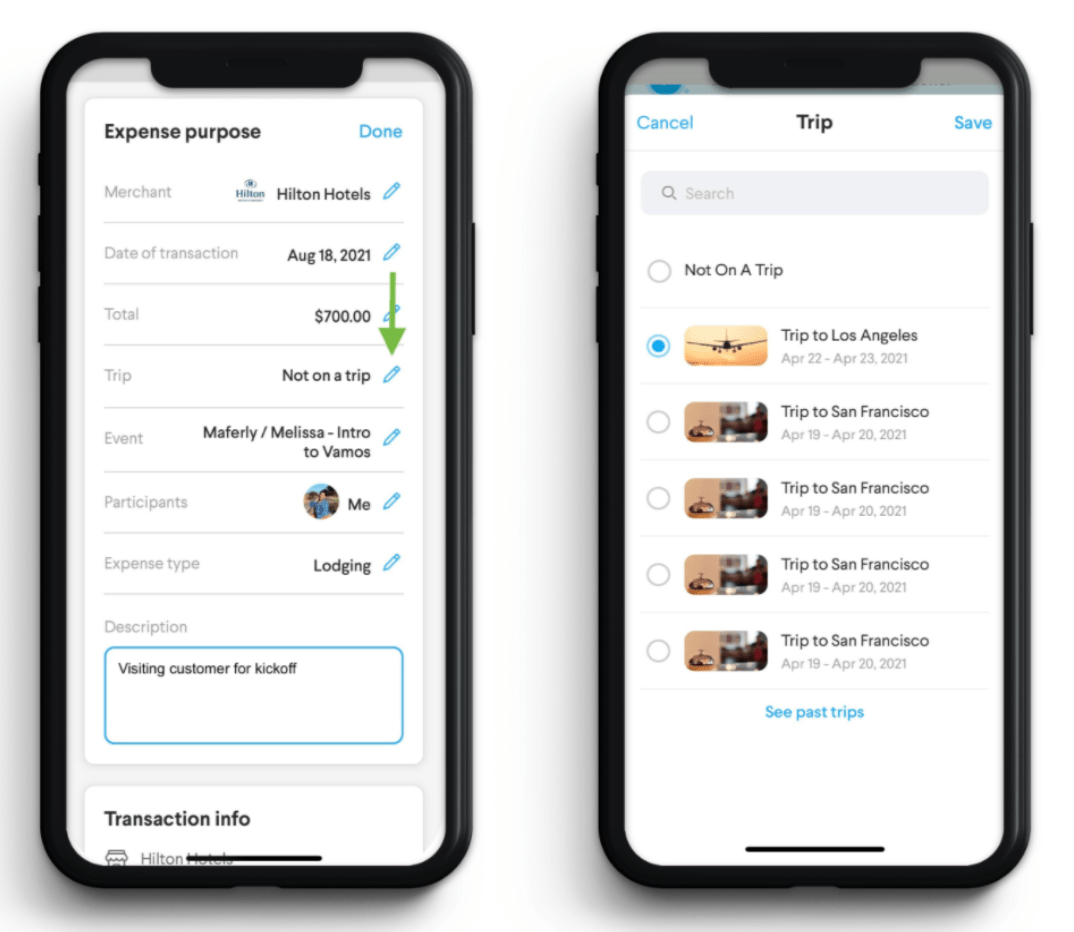 Expense purpose Done
Merchant Hilton Hilton Hotels
Date of transaction Aug 18, 2021
Total $700.00
Trip Not on a trip
Event Maferly / Melissa - Intro
to Vamos
Participants Me
Expense type Lodging
Description
Visiting customer for kickoff
Transaction info
Hilton Hotels
Cancel Trip Save
Search
Not On A Trip
Trip to Los Angeles
Apr 22 - Apr 23, 2021
Trip to San Francisco
Apr 19 - Apr 20, 2021
Trip to San Francisco
Apr 19 - Apr 20, 2021
Trip to San Francisco
Apr 19 - Apr 20, 2021
Trip to San Francisco
Apr 19 - Apr 20, 2021
See past trips